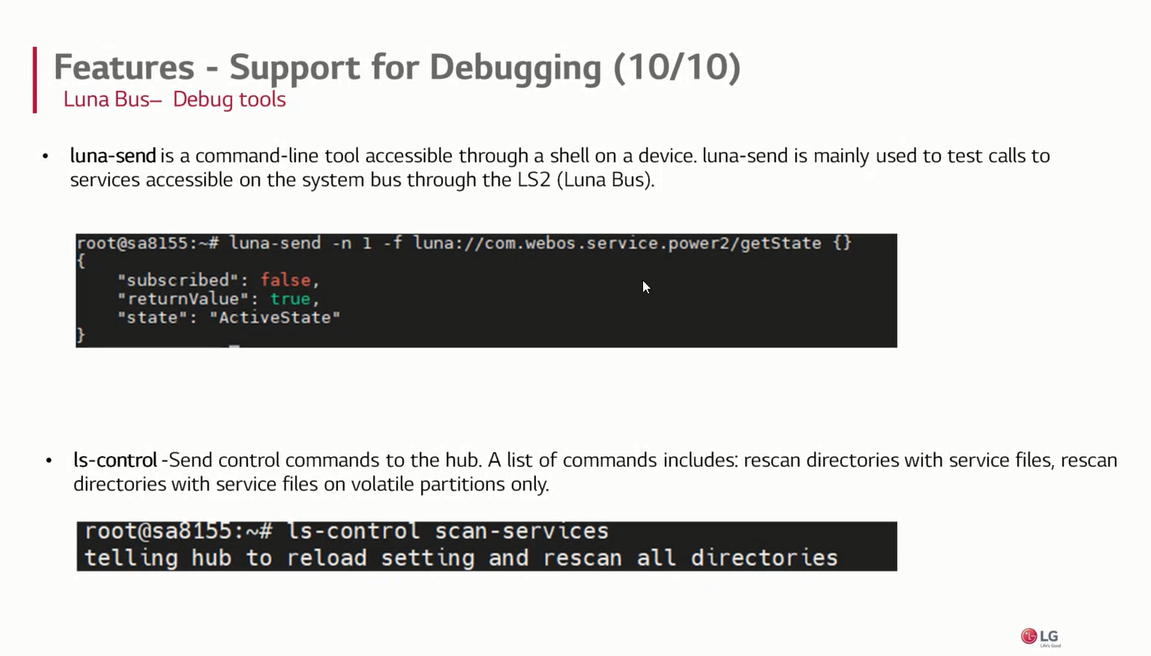 Features - Support for Debugging (10/10)
Luna Bus– Debug tools
• luna-send is a command-line tool accessible through a shell on a device. luna-send is mainly used to test calls to
services accessible on the system bus through the LS2 (Luna Bus).
root@sa8155:~# luna-send -n 1 -f luna://com.webos.service.power2/getState {}
{
"subscribed": false,
"returnValue": true,
"state": "ActiveState"
}
• ls-control -Send control commands to the hub. A list of commands includes: rescan directories with service files, rescan
directories with service files on volatile partitions only.
root@sa8155:~# ls-control scan-services
telling hub to reload setting and rescan all directories
LG
Life's Good